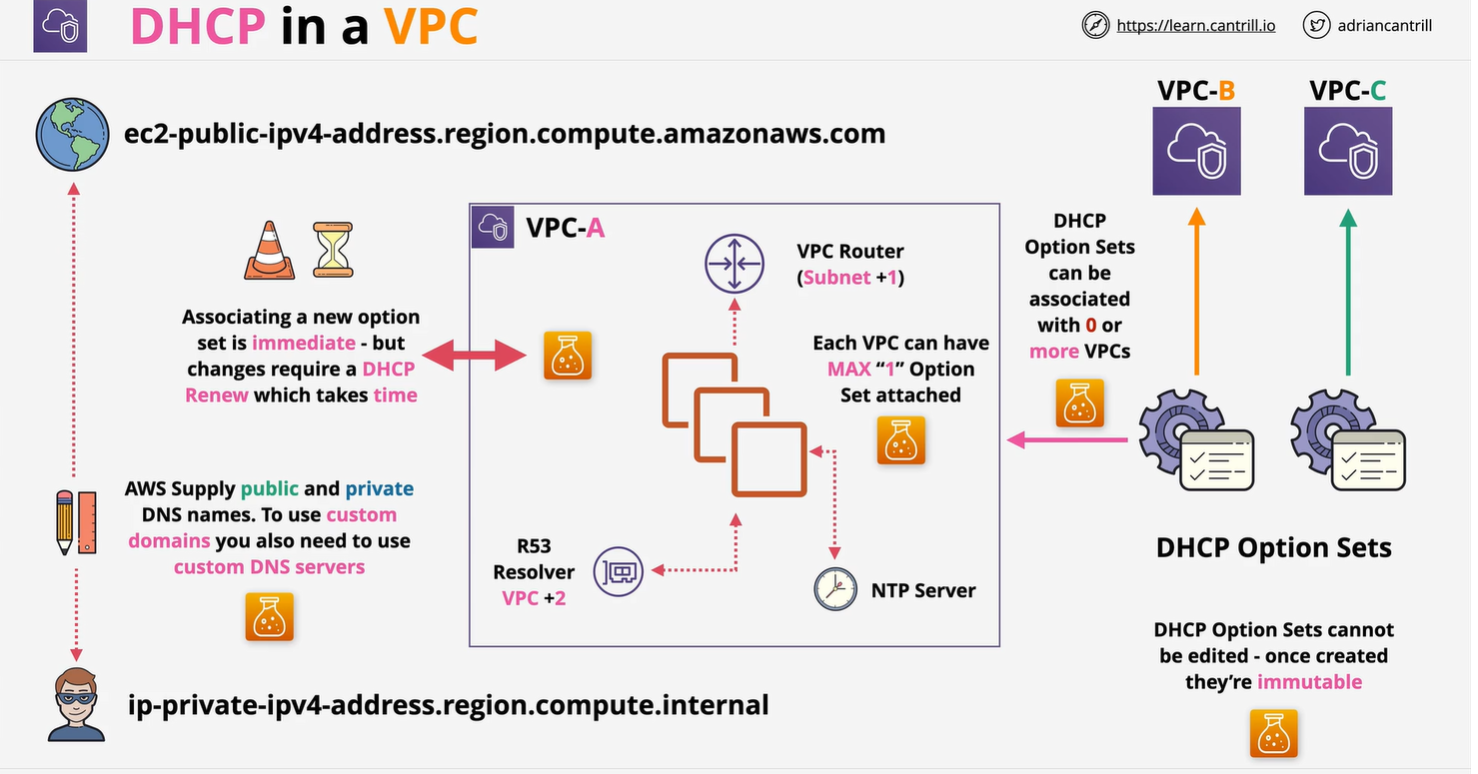 DHCP in a VPC
https://learn.cantrill.io
adriancantrill
ec2-public-ipv4-address.region.compute.amazonaws.com
VPC-B
VPC-C
Associating a new option
set is immediate - but
changes require a DHCP
Renew which takes time
VPC-A
VPC Router
(Subnet +1)
Each VPC can have
MAX “1” Option
Set attached
DHCP
Option Sets
can be
associated
with 0 or
more VPCs
AWS Supply public and private
DNS names. To use custom
domains you also need to use
custom DNS servers
R53
Resolver
VPC +2
NTP Server
DHCP Option Sets
DHCP Option Sets cannot
be edited - once created
they’re immutable
ip-private-ipv4-address.region.compute.internal